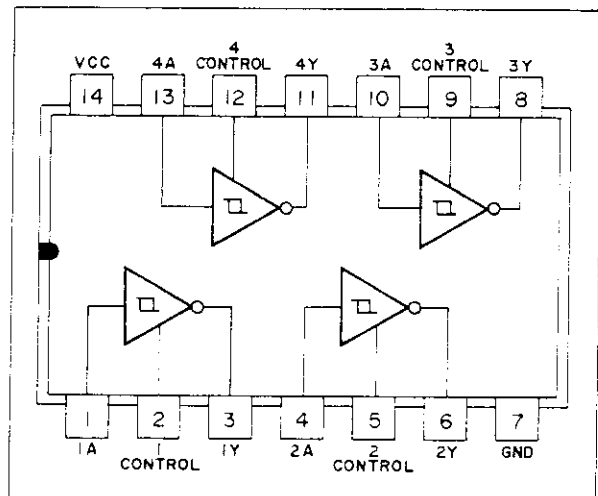 4 3
VCC 4A CONTROL 4Y 3A CONTROL 3Y
14 13 12 11 10 9 8
1 2 3 4 5 6 7
1A 1 1Y 2A 2 2Y GND
CONTROL CONTROL